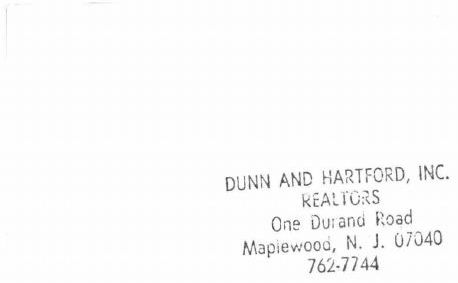 DUNN AND HARTFORD, INC.
REALTORS
One Durand Road
Maplewood, N. J. 07040
762-7744